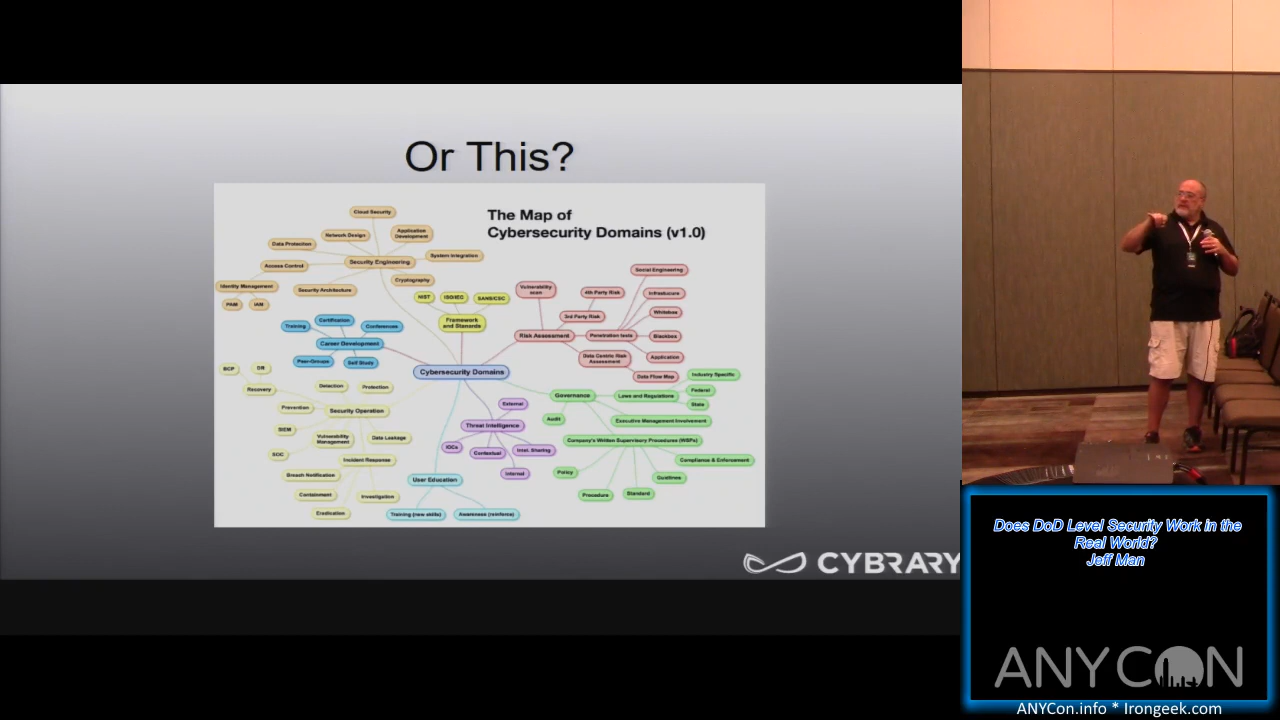 Or This?
The Map of
Cybersecurity Domains (v1.0)
Cloud Security
Network Design
Application
Development
Data Protection
System Integration
Security Engineering
Access Control
Cryptography
Identity Management
Security Architecture
PAM
IAM
NIST
ISO/IEC
SANS/CSC
Framework
and Stanards
Certification
Training
Conferences
Career Development
Peer-Groups
Self Study
Vulnerability
scan
Social Engineering
4th Party Risk
Infrastucure
3rd Party Risk
Whitebox
Risk Assessment
Penetration tests
Blackbox
Data Centric Risk
Assessment
Application
Data Flow Map
Cybersecurity Domains
BCP
DR
Recovery
Detection
Protection
Prevention
Security Operation
SIEM
Vulnerability
Management
Data Leakage
SOC
Incident Response
Breach Notification
Containment
Investigation
Eradication
External
Threat Intelligence
IOCs
Contextual
Intel. Sharing
Internal
User Education
Training (new skills)
Awareness (reinforce)
Industry Specific
Governance
Laws and Regulations
Federal
State
Audit
Executive Management Involvement
Company's Written Supervisory Procedures (WSPs)
Compliance & Enforcement
Policy
Guidlines
Procedure
Standard
CYBRARY
Does DoD Level Security Work in the
Real World?
Jeff Man
ANYCON
ANYCon.info * Irongeek.com